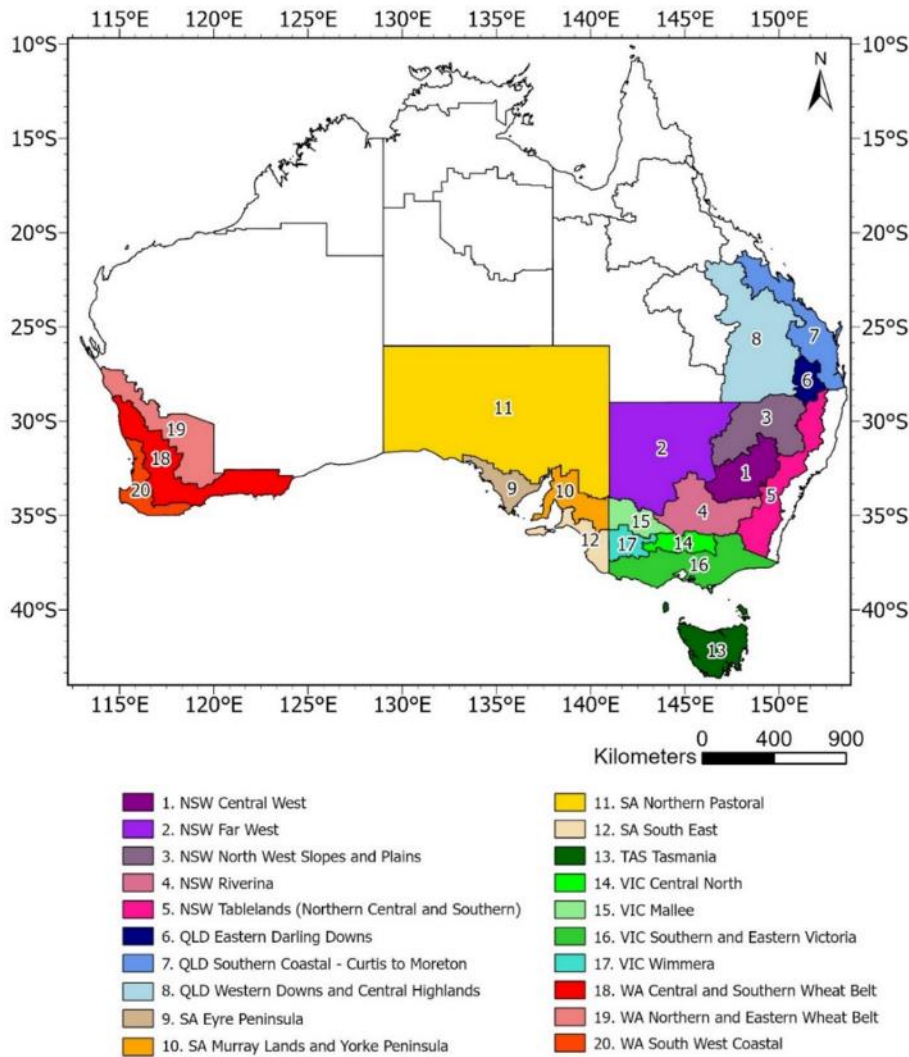 115°E 120°E 125°E 130°E 135°E 140°E 145°E 150°E
10°S 10°S
N
15°S 15°S
20°S 20°S
25°S 25°S
8 7
6
11
30°S 30°S
19 3
2
18 1
20 9 10 5
4
35°S 35°S
15
12 17 14
16
40°S 40°S
13
115°E 120°E 125°E 130°E 135°E 140°E 145°E 150°E
0 400 900
Kilometers
1. NSW Central West
2. NSW Far West
3. NSW North West Slopes and Plains
4. NSW Riverina
5. NSW Tablelands (Northern Central and Southern)
6. QLD Eastern Darling Downs
7. QLD Southern Coastal - Curtis to Moreton
8. QLD Western Downs and Central Highlands
9. SA Eyre Peninsula
10. SA Murray Lands and Yorke Peninsula
11. SA Northern Pastoral
12. SA South East
13. TAS Tasmania
14. VIC Central North
15. VIC Mallee
16. VIC Southern and Eastern Victoria
17. VIC Wimmera
18. WA Central and Southern Wheat Belt
19. WA Northern and Eastern Wheat Belt
20. WA South West Coastal